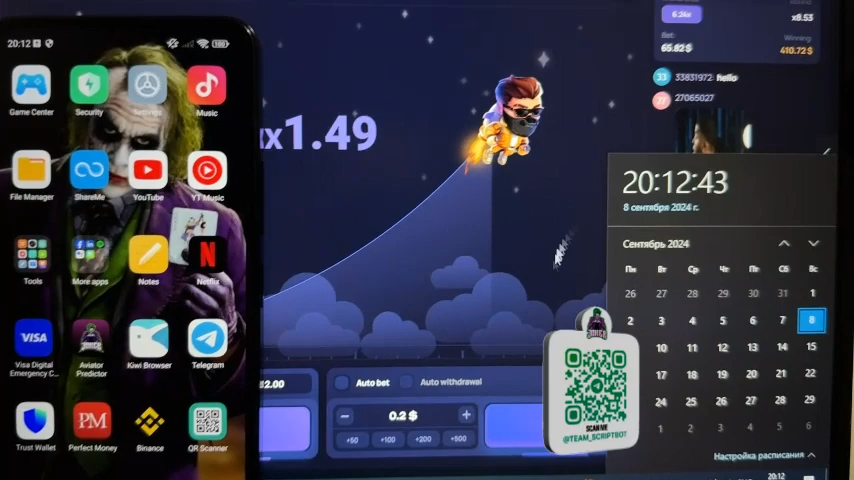 20:12
Game Center
Security
Settings
Music
File Manager
ShareMe
YouTube
YT Music
Tools
More apps
Notes
Netflix
VISA
Visa Digital
Emergency C...
Aviator
Predictor
Kiwi Browser
Telegram
PM
Trust Wallet
Perfect Money
Binance
QR Scanner
x1.49
6.24x
x8.53
Bet:
Winning:
65.82 $
410.72 $
33
33831972: hello
27
27065027
20:12:43
8 сентября 2024 г.
Сентябрь 2024
Пн Вт Ср Чт Пт Сб Вс
26 27 28 29 30 31 1
2 3 4 5 6 7 8
10 11 12 13 14 15
17 18 19 20 21 22
24 25 26 27 28 29
1 2 3 4 5 6
Настройка расписания
20:12
2.00
Auto bet
Auto withdrawal
0.2 $
+50 +100 +200 +500
SCAN ME
@TEAM_SCRIPTBOT